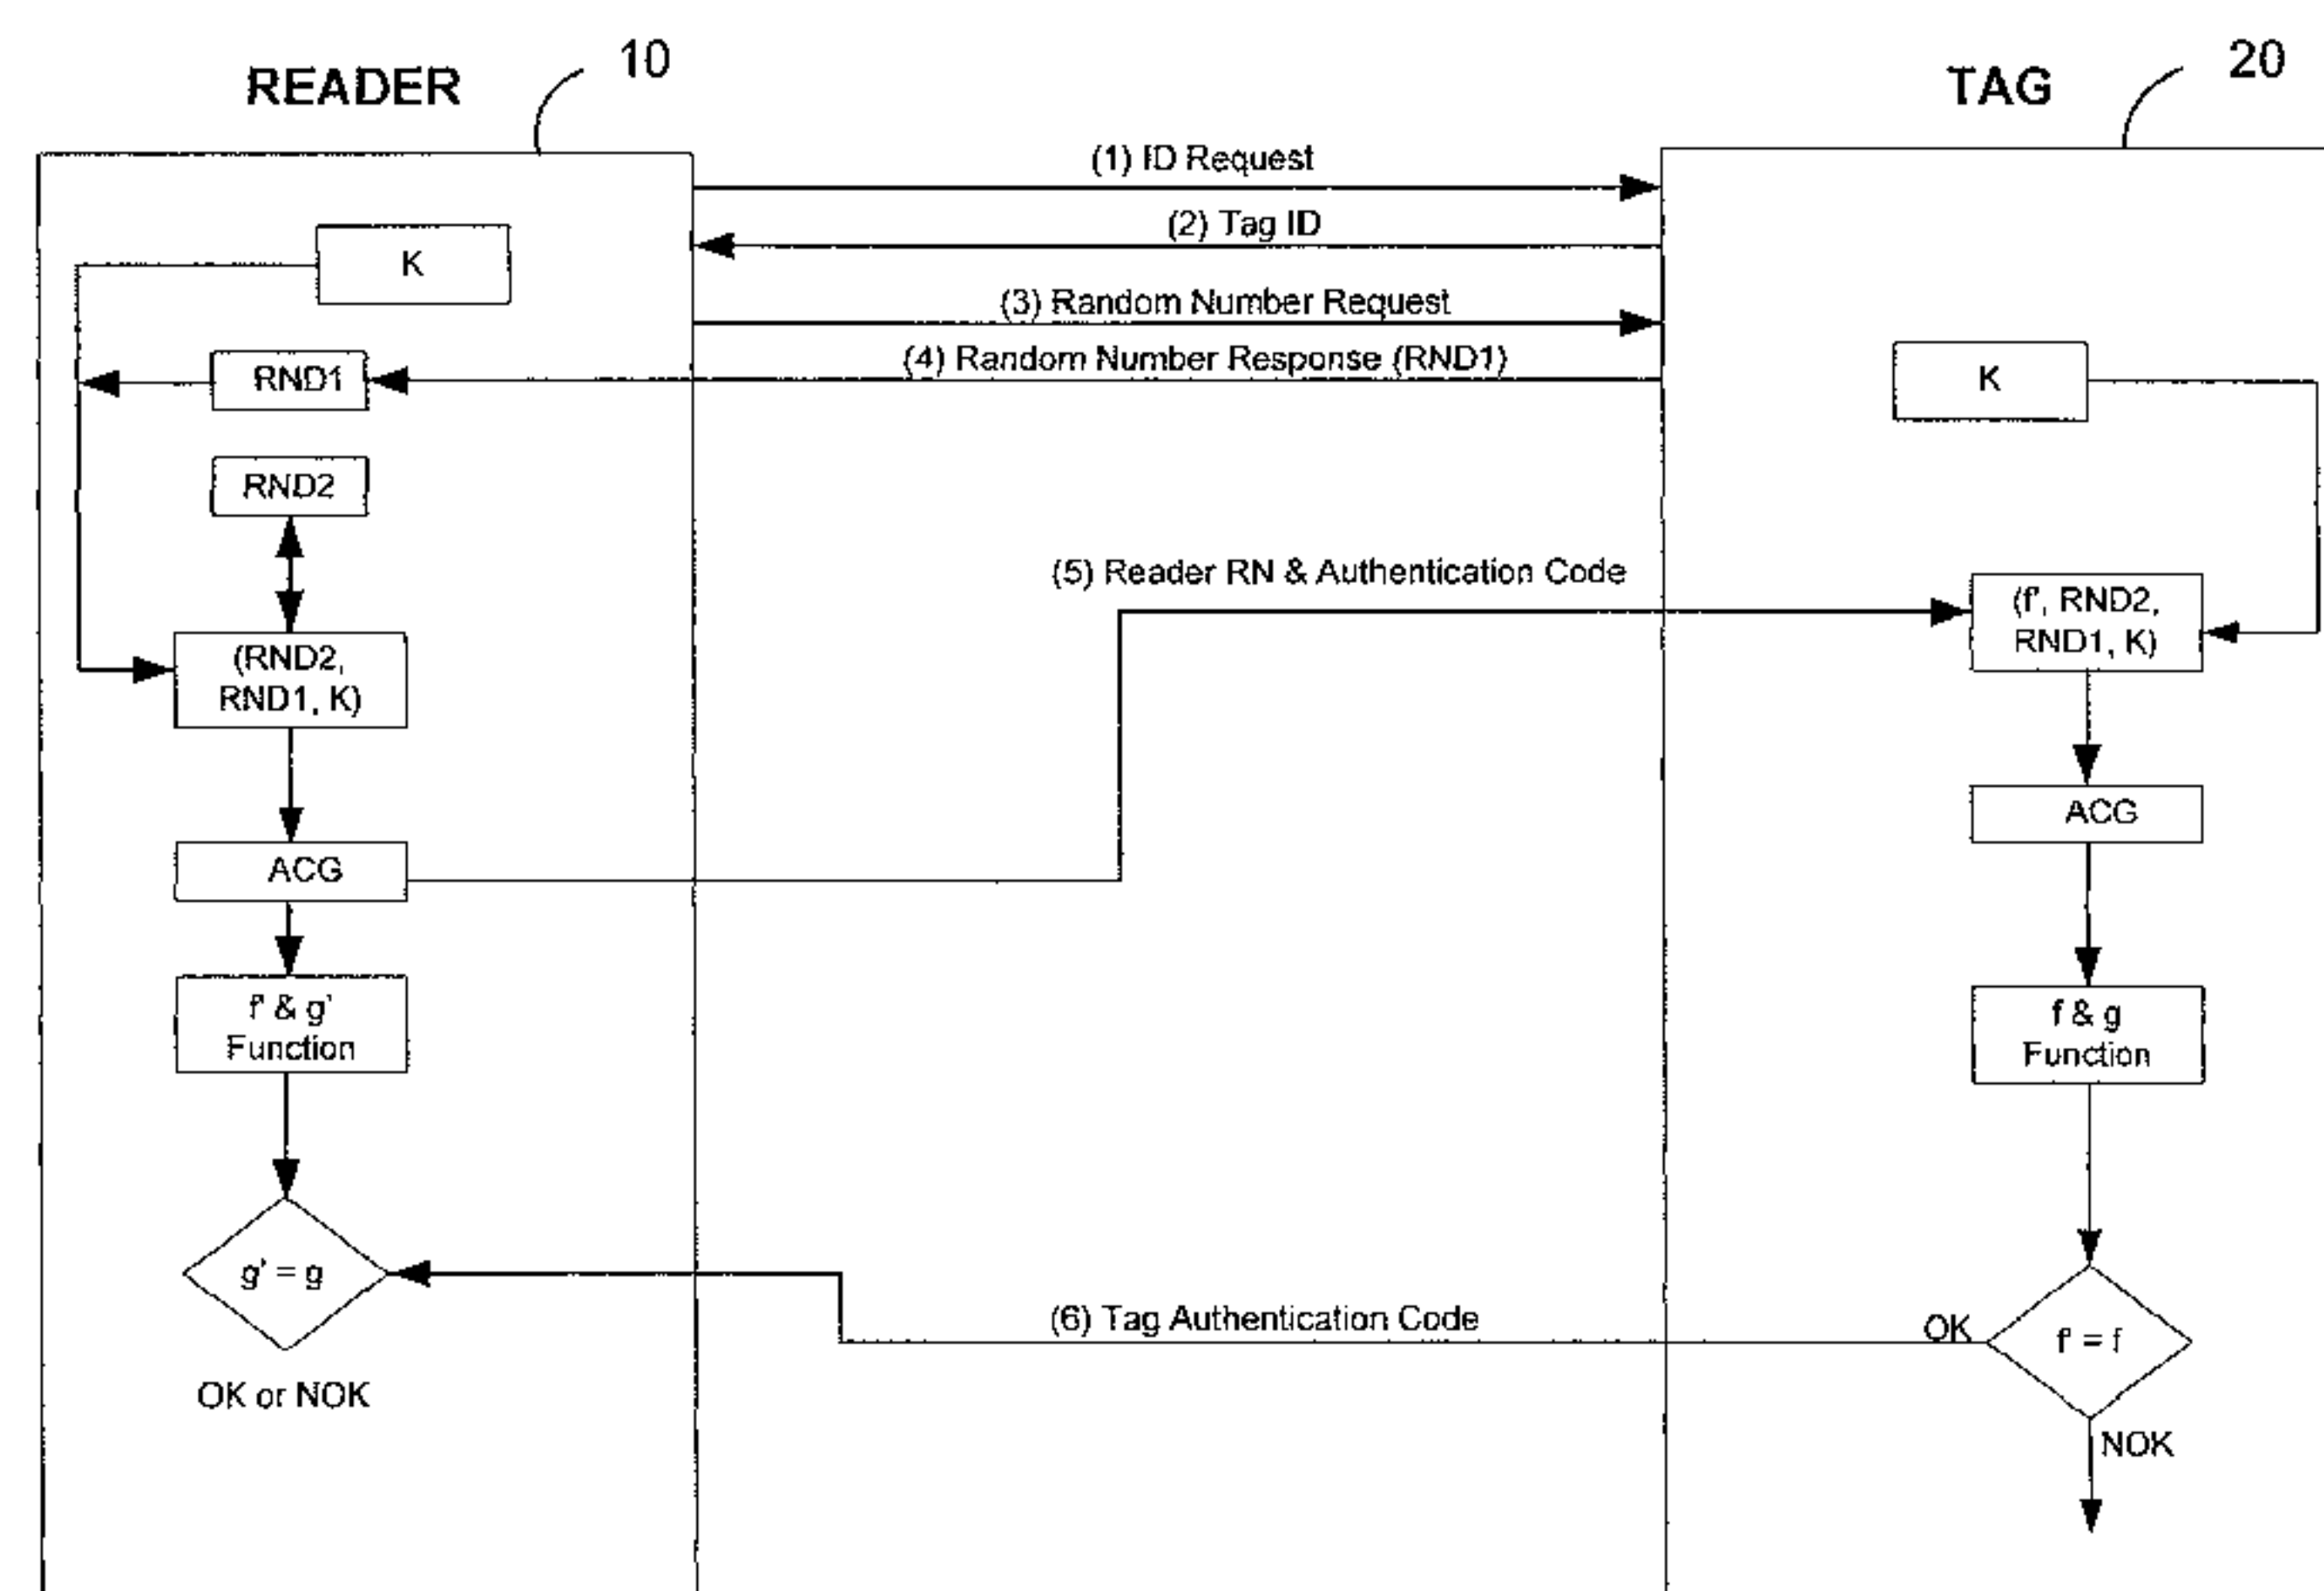 10
READER
20
TAG
(1) ID Request
(2) Tag ID
K
(3) Random Number Request
(4) Random Number Response (RND1)
RND1
K
RND2
(5) Reader RN & Authentication Code
(f', RND2,
RND1, K)
(RND2,
RND1, K)
ACG
ACG
f' & g'
Function
f & g
Function
g' = g
(6) Tag Authentication Code
OK
f' = f
OK or NOK
NOK